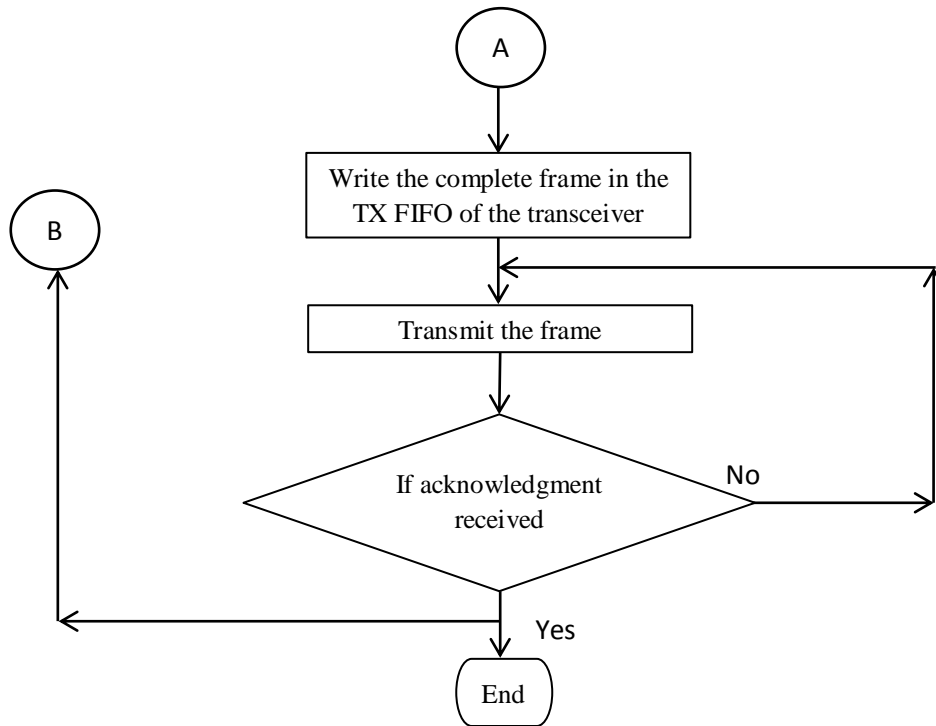 A
Write the complete frame in the
TX FIFO of the transceiver
B
Transmit the frame
If acknowledgment
received
No
Yes
End